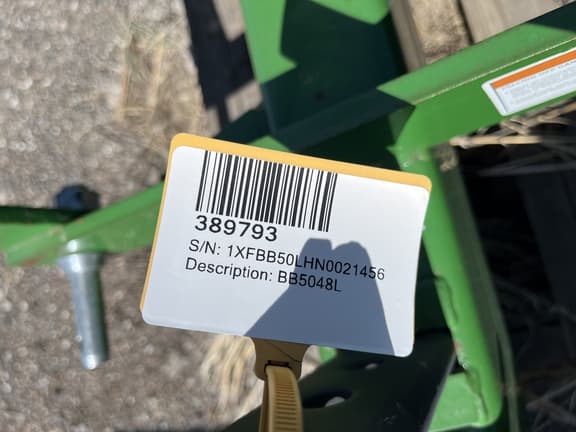 389793
S/N: 1XFBB50LHN0021456
Description: BB5048L